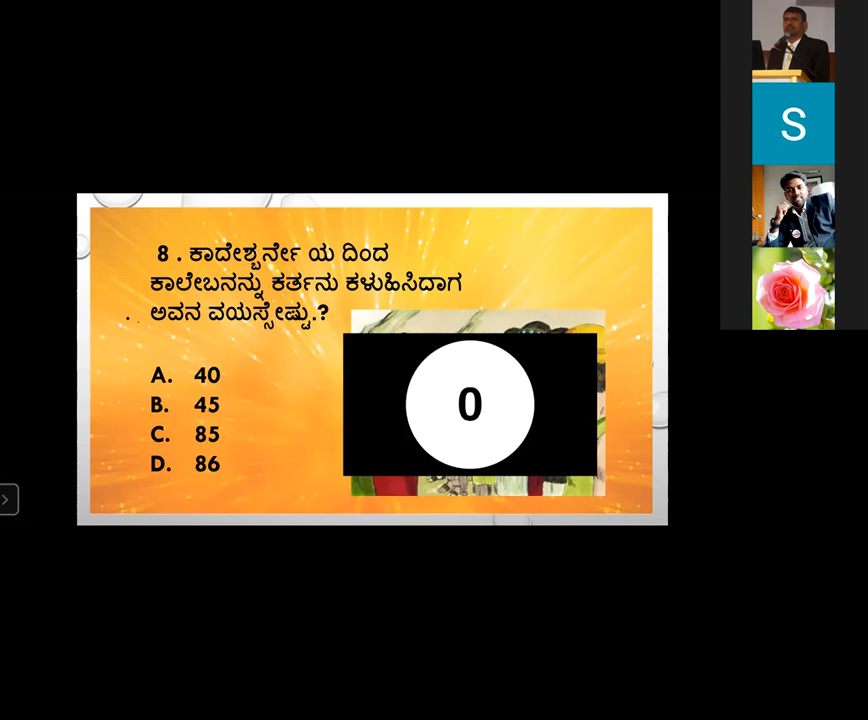 8 . ಕಾದೇಶ್ಬರ್ನೇ ಯ ದಿಂದ
ಕಾಲೇಬನನ್ನು ಕರ್ತನು ಕಳುಹಿಸಿದಾಗ
ಅವನ ವಯಸ್ಸೇಷ್ಟು.?
A. 40
B. 45
C. 85
D. 86
0
S